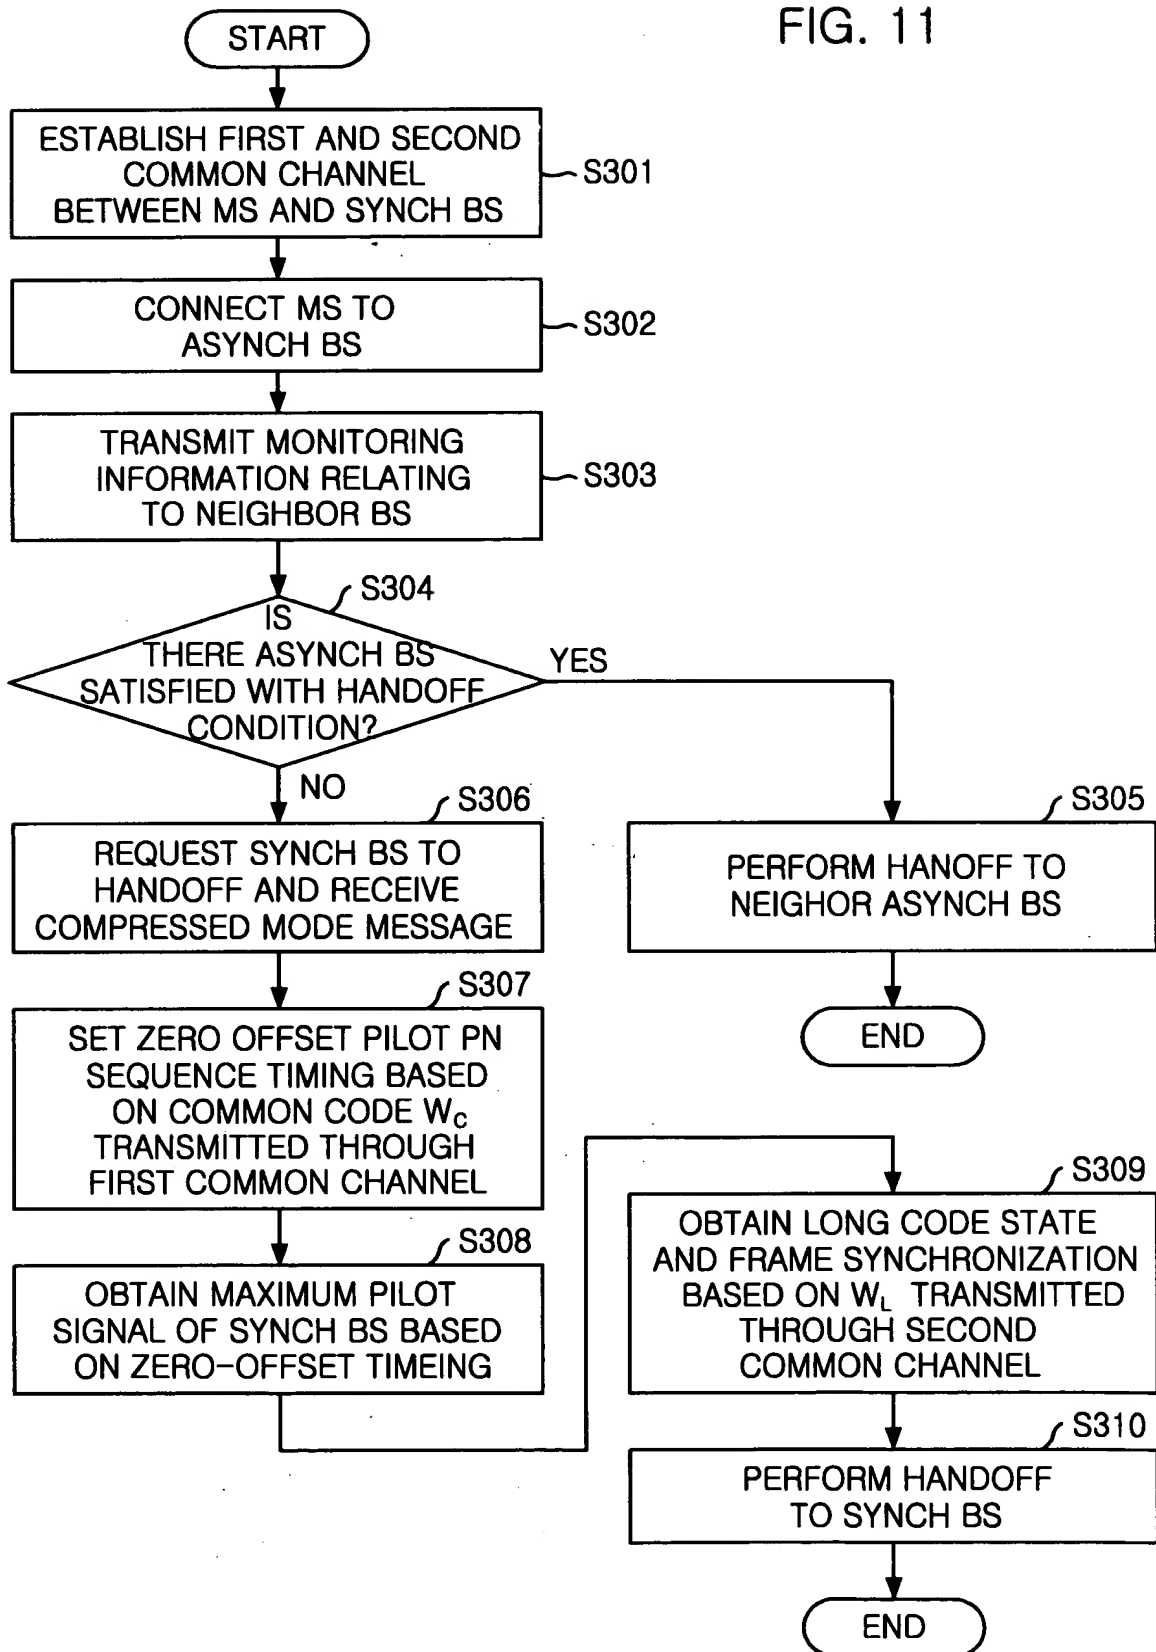 FIG. 11
START
ESTABLISH FIRST AND SECOND
COMMON CHANNEL
BETWEEN MS AND SYNCH BS
S301
CONNECT MS TO
ASYNCH BS
S302
TRANSMIT MONITORING
INFORMATION RELATING
TO NEIGHBOR BS
S303
S304
IS
THERE ASYNCH BS
SATISFIED WITH HANDOFF
CONDITION?
YES
NO
S305
PERFORM HANOFF TO
NEIGHOR ASYNCH BS
END
S306
REQUEST SYNCH BS TO
HANDOFF AND RECEIVE
COMPRESSED MODE MESSAGE
S307
SET ZERO OFFSET PILOT PN
SEQUENCE TIMING BASED
ON COMMON CODE WC
TRANSMITTED THROUGH
FIRST COMMON CHANNEL
S308
OBTAIN MAXIMUM PILOT
SIGNAL OF SYNCH BS BASED
ON ZERO-OFFSET TIMEING
S309
OBTAIN LONG CODE STATE
AND FRAME SYNCHRONIZATION
BASED ON WL TRANSMITTED
THROUGH SECOND
COMMON CHANNEL
S310
PERFORM HANDOFF
TO SYNCH BS
END